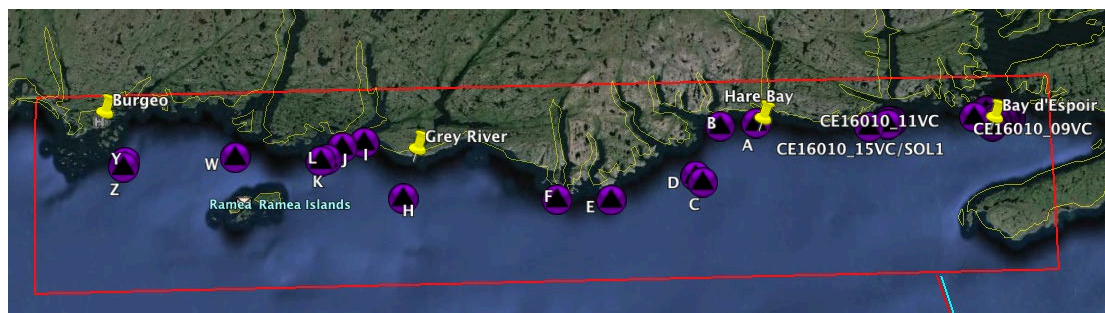 Burgeo
Hare Bay
Bay d'Espoir
B
A
CE16010_11VC
CE16010_09VC
Grey River
Y
W
L
J
I
CE16010_15VC/SOL1
Z
K
D
Ramea Ramea Islands
H
F
E
C